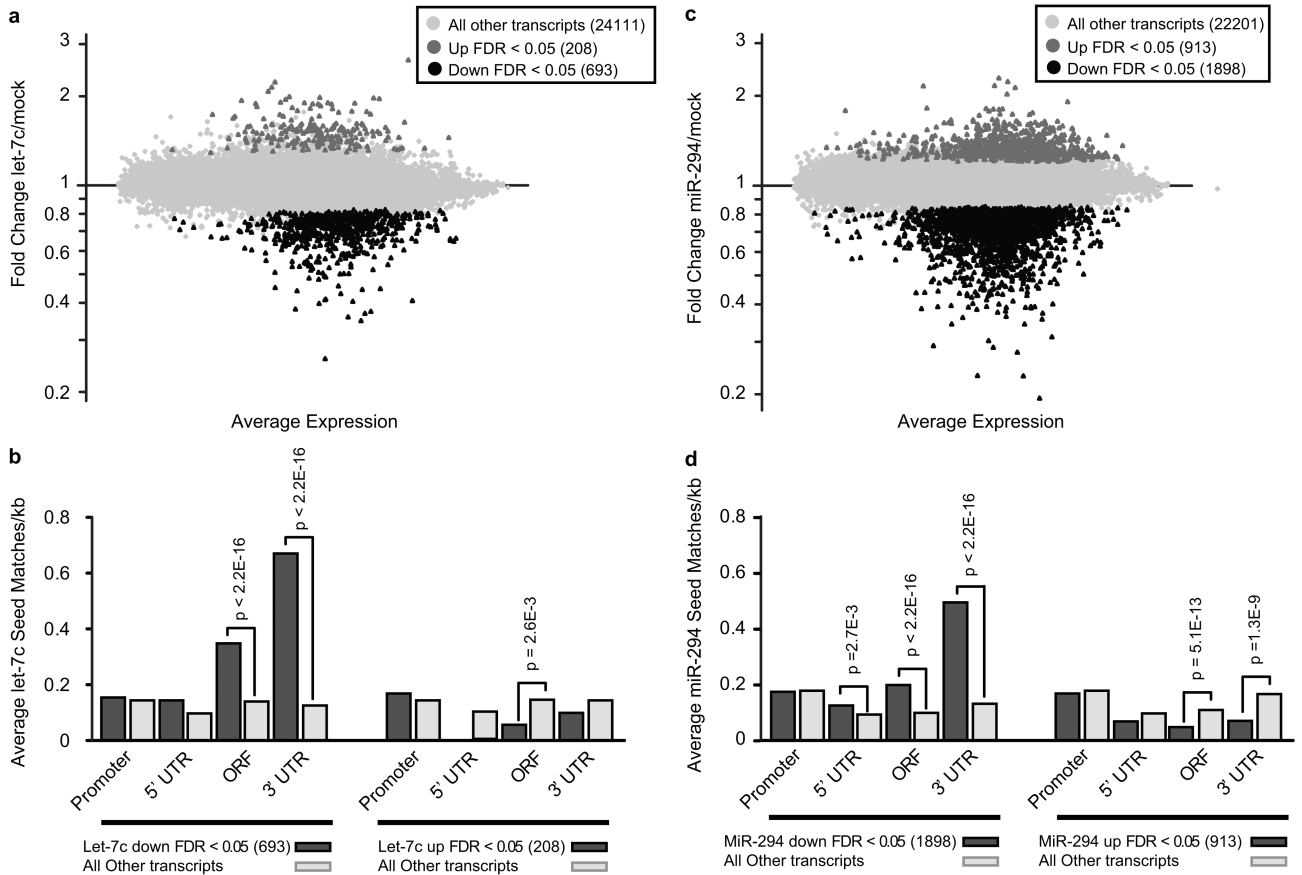 a
All other transcripts (24111)
Up FDR < 0.05 (208)
Down FDR < 0.05 (693)
Fold Change let-7c/mock
3
2
1
0.8
0.6
0.4
0.2
Average Expression
c
All other transcripts (22201)
Up FDR < 0.05 (913)
Down FDR < 0.05 (1898)
Fold Change miR-294/mock
3
2
1
0.8
0.6
0.4
0.2
Average Expression
b
Average let-7c Seed Matches/kb
0.8
0.6
0.4
0.2
0
p < 2.2E-16
p < 2.2E-16
p = 2.6E-3
Promoter
5' UTR
ORF
3' UTR
Promoter
5' UTR
ORF
3' UTR
Let-7c down FDR < 0.05 (693)
All Other transcripts
Let-7c up FDR < 0.05 (208)
All Other transcripts
d
Average miR-294 Seed Matches/kb
0.8
0.6
0.4
0.2
0
p =2.7E-3
p < 2.2E-16
p < 2.2E-16
p = 5.1E-13
p =1.3E-9
Promoter
5' UTR
ORF
3' UTR
Promoter
5' UTR
ORF
3' UTR
MiR-294 down FDR < 0.05 (1898)
All Other transcripts
MiR-294 up FDR < 0.05 (913)
All Other transcripts